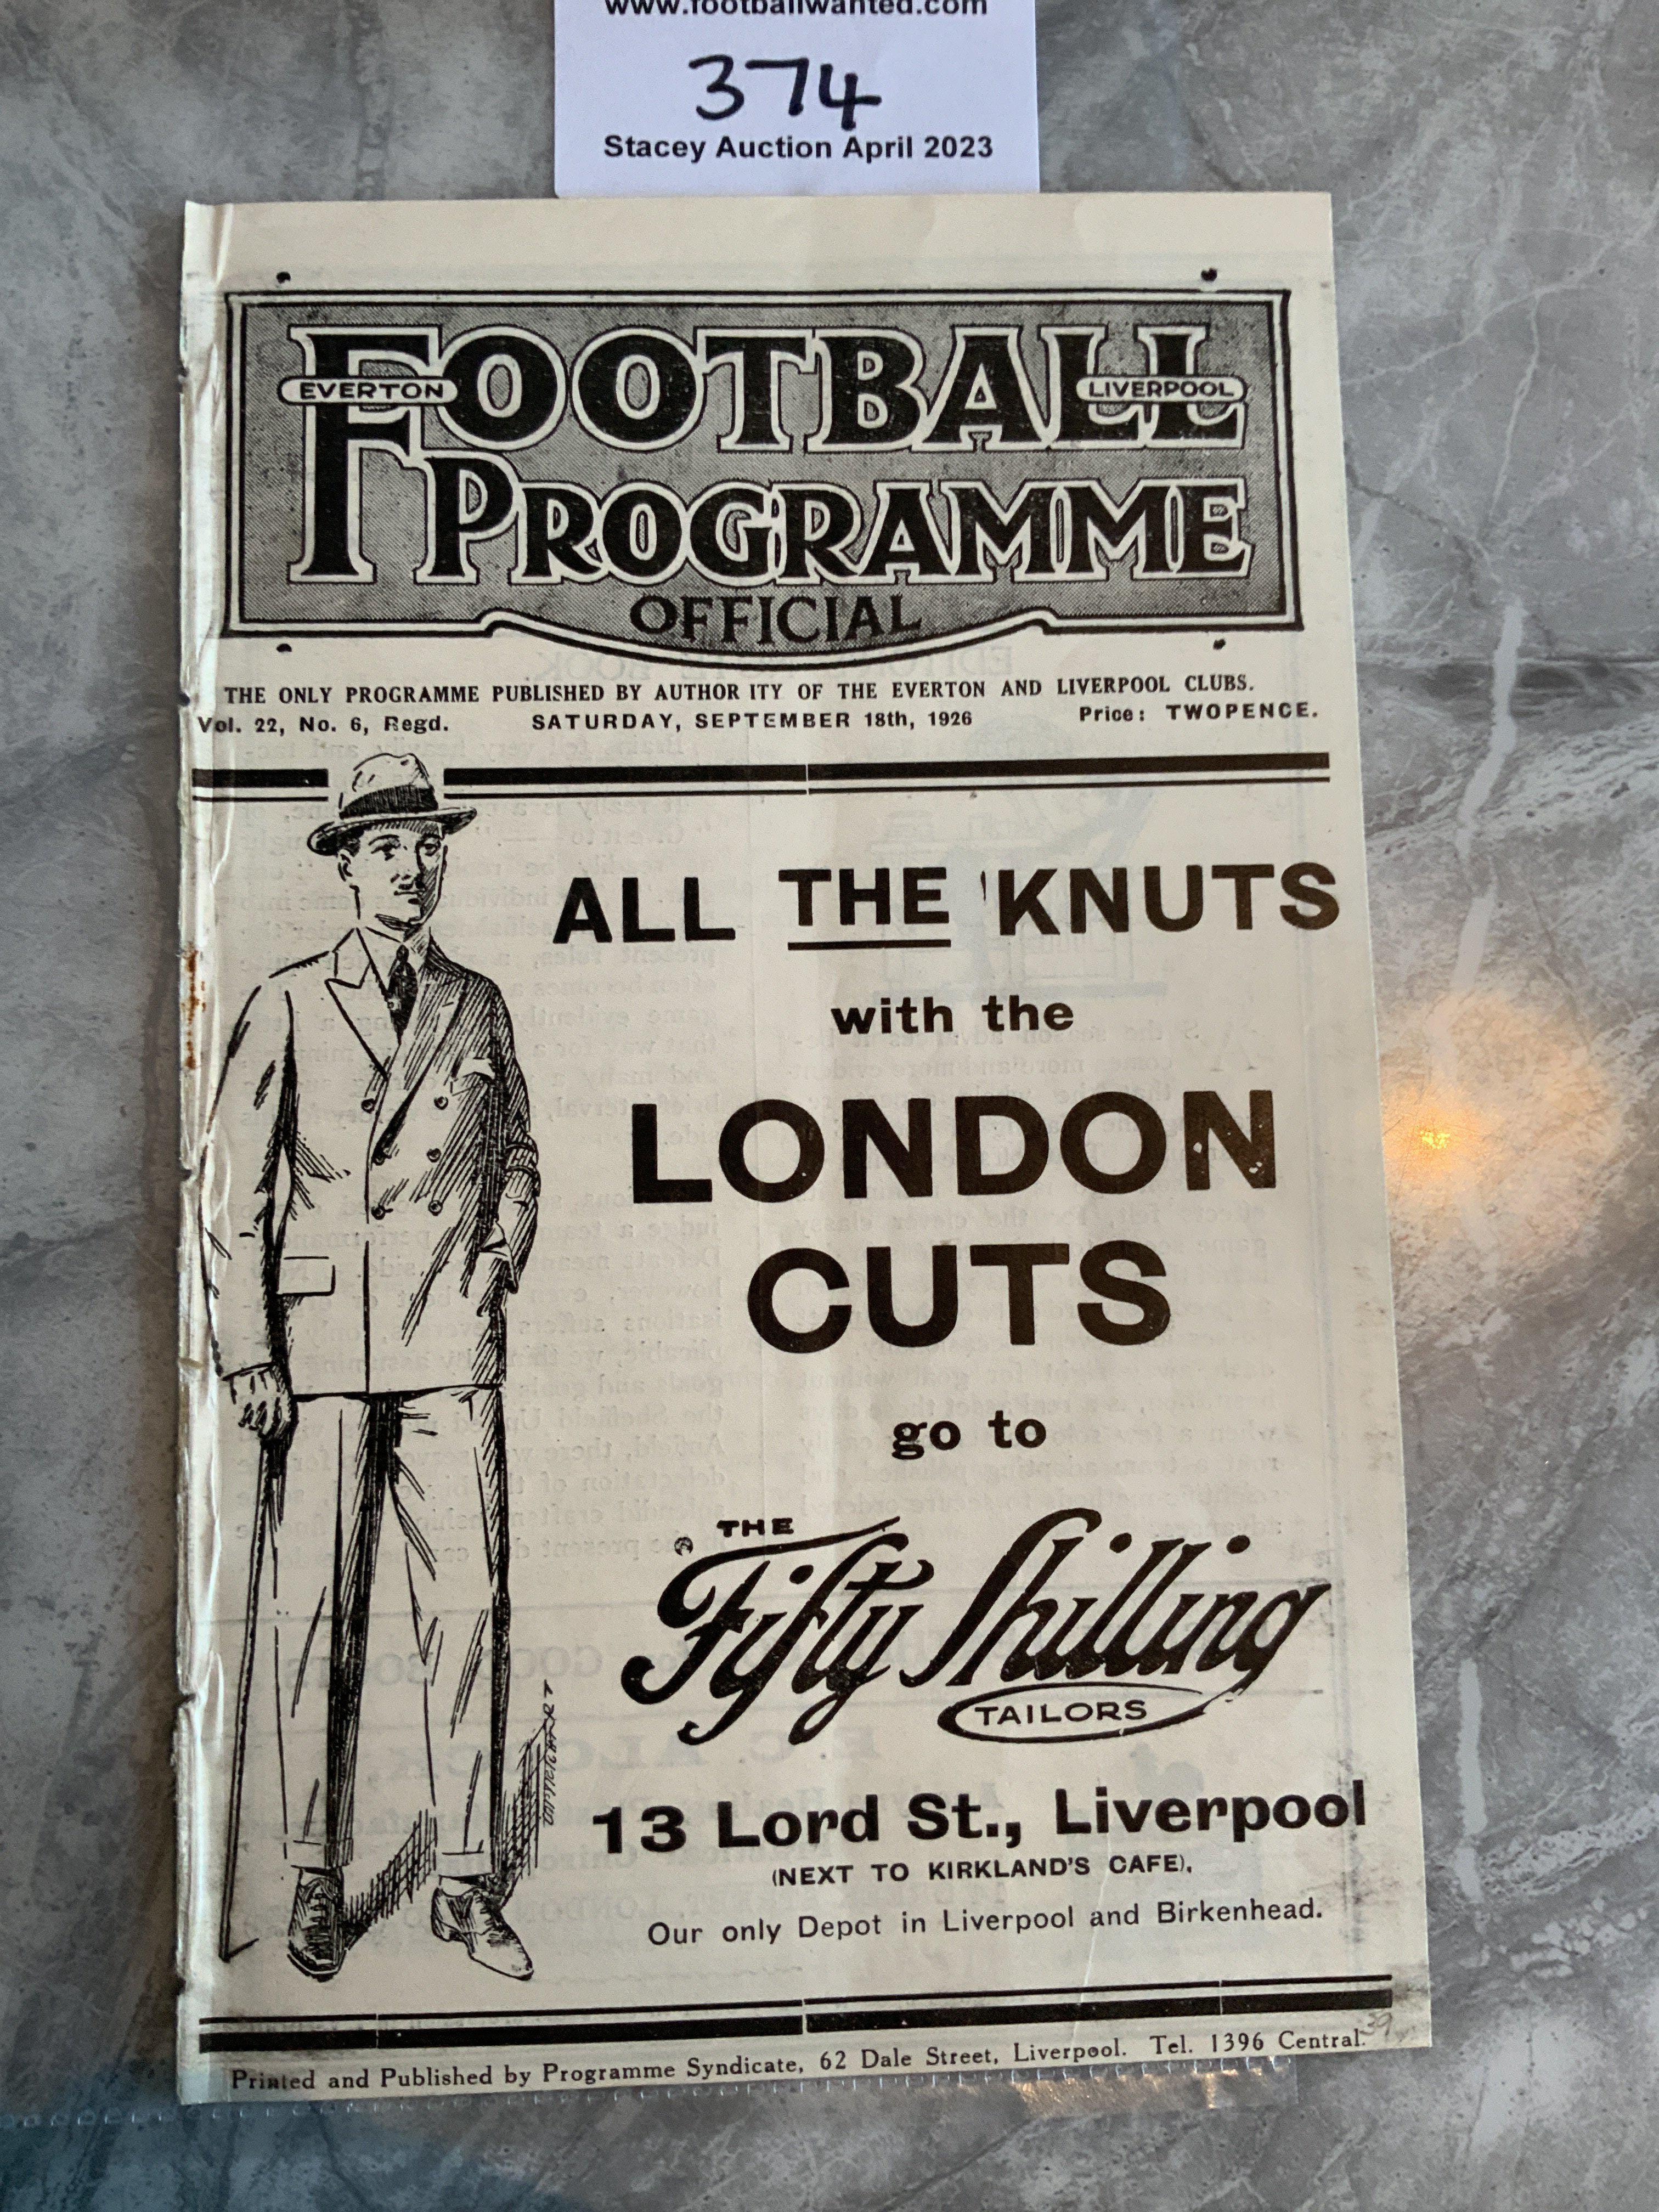 www.footballwanted.com
374
Stacey Auction April 2023
FOOTBALL
EVERTON
LIVERPOOL
PROGRAMME
OFFICIAL
THE ONLY PROGRAMME PUBLISHED BY AUTHOR ITY OF THE EVERTON AND LIVERPOOL CLUBS.
Vol. 22, No. 6, Regd. SATURDAY, SEPTEMBER 18th, 1926 Price: TWOPENCE.
ALL THE 'KNUTS
with the
LONDON
CUTS
go to
THE
Fifty Shilling
TAILORS
COPYRIGHT
13 Lord St., Liverpool
(NEXT TO KIRKLAND'S CAFE),
Our only Depot in Liverpool and Birkenhead.
39
Printed and Published by Programme Syndicate, 62 Dale Street, Liverpool. Tel. 1396 Central.